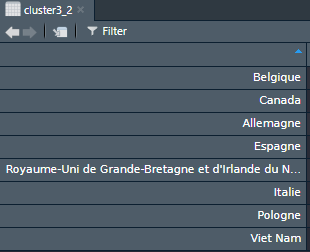 cluster3_2
Filter
Belgique
Canada
Allemagne
Espagne
Royaume-Uni de Grande-Bretagne et d'Irlande du N...
Italie
Pologne
Viet Nam